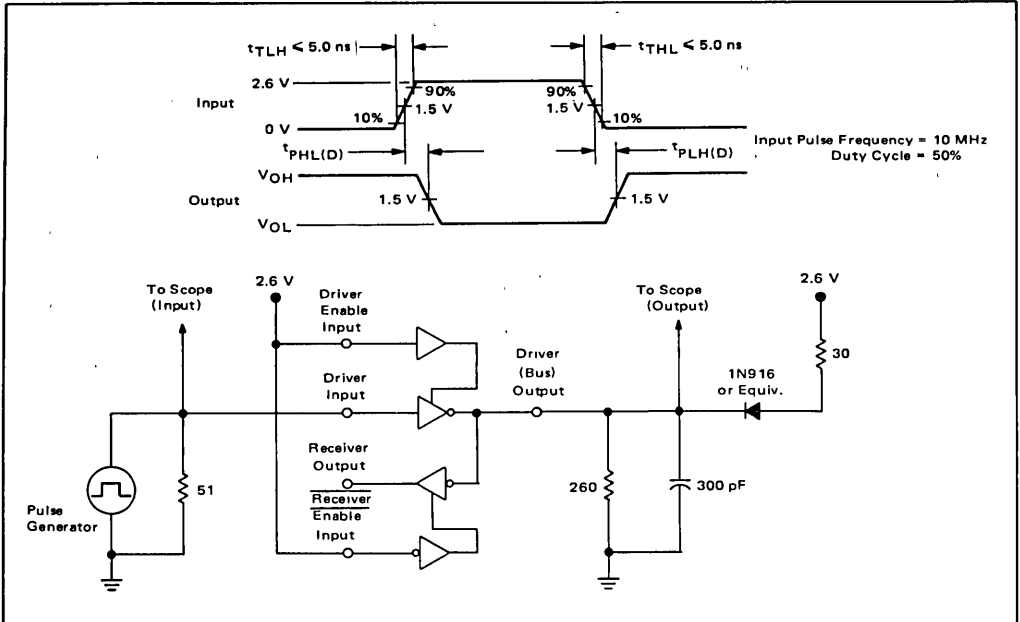 tTLH ≤ 5.0 ns
tTHL ≤ 5.0 ns
2.6 V
90%
90%
Input
1.5 V
1.5 V
10%
10%
0 V
Input Pulse Frequency = 10 MHz
Duty Cycle = 50%
tPHL(D)
tPLH(D)
VOH
Output
1.5 V
1.5 V
VOL
To Scope
(Input)
2.6 V
Driver
Enable
Input
To Scope
(Output)
2.6 V
30
Driver
(Bus)
Output
1N916
or Equiv.
Driver
Input
Receiver
Output
51
Receiver
Enable
Input
260
300 pF
Pulse
Generator